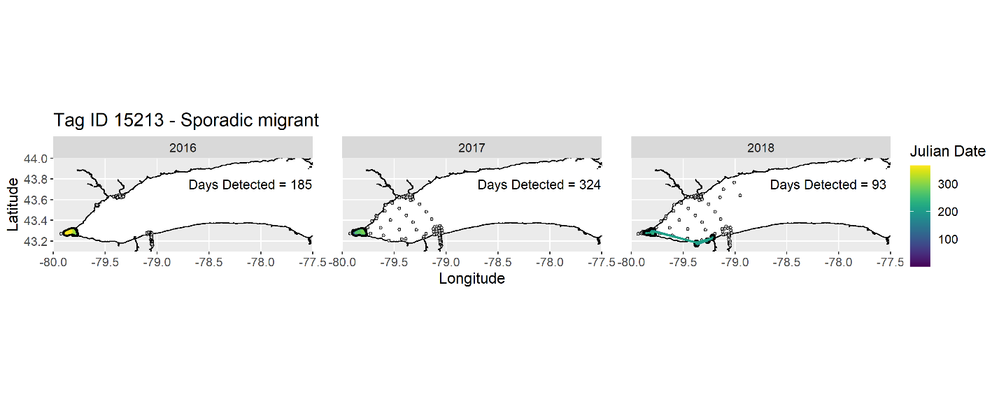 Tag ID 15213 - Sporadic migrant
2016 2017 2018 Julian Date
Latitude
44.0
43.8
43.6
43.4
43.2
Days Detected = 185 Days Detected = 324 Days Detected = 93
300
200
100
-80.0 -79.5 -79.0 -78.5 -78.0 -77.5 -80.0 -79.5 -79.0 -78.5 -78.0 -77.5 -80.0 -79.5 -79.0 -78.5 -78.0 -77.5
Longitude